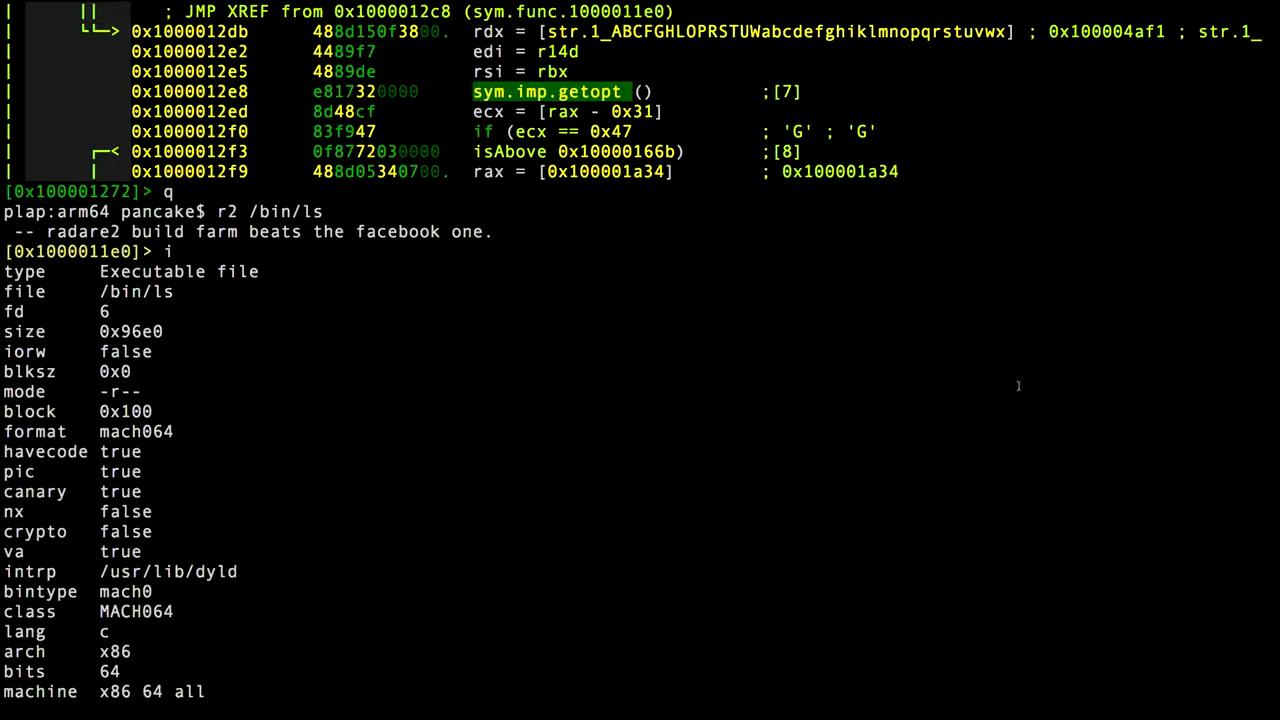 |       ||       ; JMP XREF from 0x1000012c8 (sym.func.1000011e0)
|       └└─> 0x1000012db      488d150f3800.  rdx = [str.1_ABCFGHLOPRSTUWabcdefghiklmnopqrstuvwx] ; 0x100004af1 ; str.1_
|            0x1000012e2      4489f7         edi = r14d
|            0x1000012e5      4889de         rsi = rbx
|            0x1000012e8      e817320000     sym.imp.getopt ()          ;[7]
|            0x1000012ed      8d48cf         ecx = [rax - 0x31]
|            0x1000012f0      83f947         if (ecx == 0x47            ; 'G' ; 'G'
|        ┌─< 0x1000012f3      0f8772030000   isAbove 0x10000166b)       ;[8]
|        |   0x1000012f9      488d05340700.  rax = [0x100001a34]        ; 0x100001a34
[0x100001272]> q
plap:arm64 pancake$ r2 /bin/ls
 -- radare2 build farm beats the facebook one.
[0x1000011e0]> i
type     Executable file
file     /bin/ls
fd       6
size     0x96e0
iorw     false
blksz    0x0
mode     -r--
block    0x100
format   mach064
havecode true
pic      true
canary   true
nx       false
crypto   false
va       true
intrp    /usr/lib/dyld
bintype  mach0
class    MACH064
lang     c
arch     x86
bits     64
machine  x86 64 all